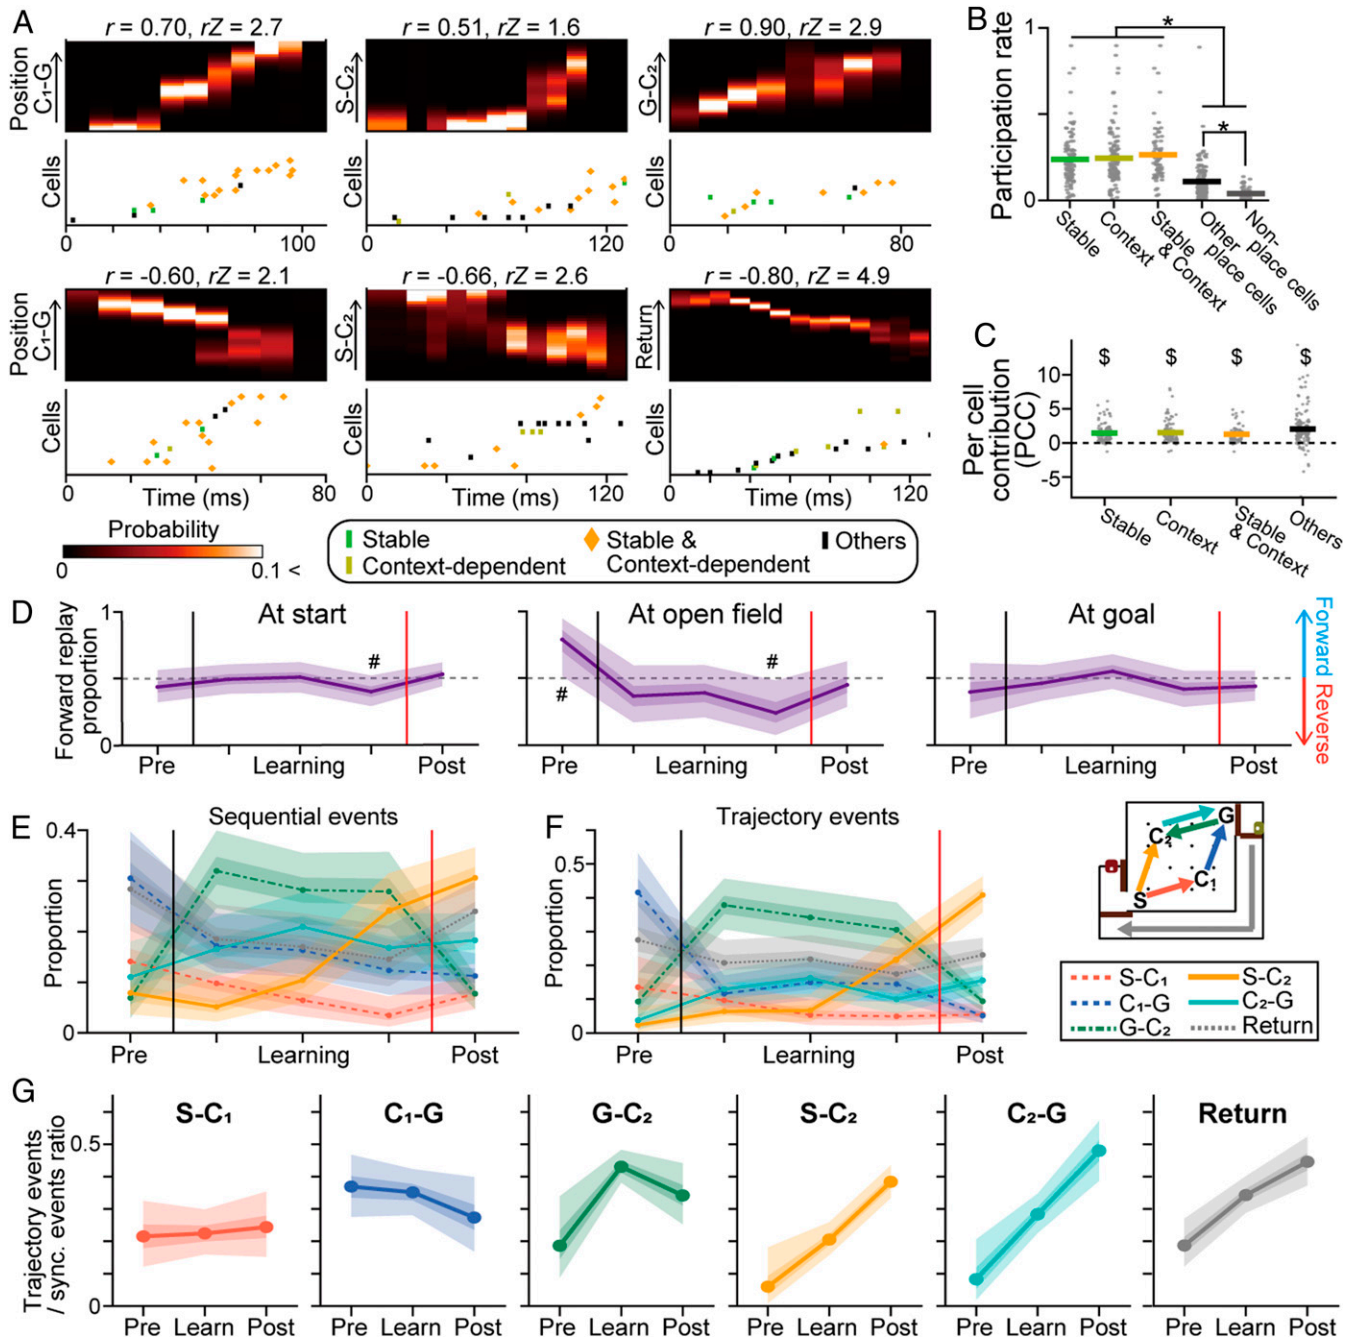 A
r = 0.70, rZ = 2.7
r = 0.51, rZ = 1.6
r = 0.90, rZ = 2.9
Position
C₁-G
S-C₂
G-C₂
Cells
Cells
Cells
0 100
0 120
0 80
r = -0.60, rZ = 2.1
r = -0.66, rZ = 2.6
r = -0.80, rZ = 4.9
Position
C₁-G
S-C₂
Return
Cells
Cells
Cells
0 Time (ms) 80
0 Time (ms) 120
0 Time (ms) 120
Probability
0 0.1 <
Stable
Context-dependent
Stable &
Context-dependent
Others
B
Participation rate
1
0
*
*
Stable
Context
Stable
& Context
Other
place cells
Non-
place cells
C
Per cell
contribution
(PCC)
10
5
0
−5
$ $ $ $
Stable
Context
Stable
& Context
Others
D
At start
At open field
At goal
Forward replay
proportion
1
0
#
#
#
Pre Learning Post
Pre Learning Post
Pre Learning Post
Forward
Reverse
E
Sequential events
Proportion
0.4
0
Pre Learning Post
F
Trajectory events
Proportion
0.5
0
Pre Learning Post
C₂
G
S
C₁
S-C₁
C₁-G
G-C₂
S-C₂
C₂-G
Return
G
Trajectory events
/ sync. events ratio
0.5
0
S-C₁
C₁-G
G-C₂
S-C₂
C₂-G
Return
Pre Learn Post
Pre Learn Post
Pre Learn Post
Pre Learn Post
Pre Learn Post
Pre Learn Post